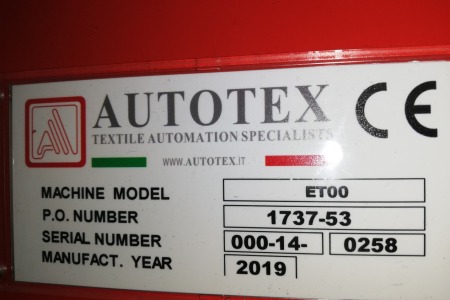 AUTOTEX CE
TEXTILE AUTOMATION SPECIALISTS
WWW.AUTOTEX.IT
MACHINE MODEL ET00
P.O. NUMBER 1737-53
SERIAL NUMBER 000-14- 0258
MANUFACT. YEAR 2019